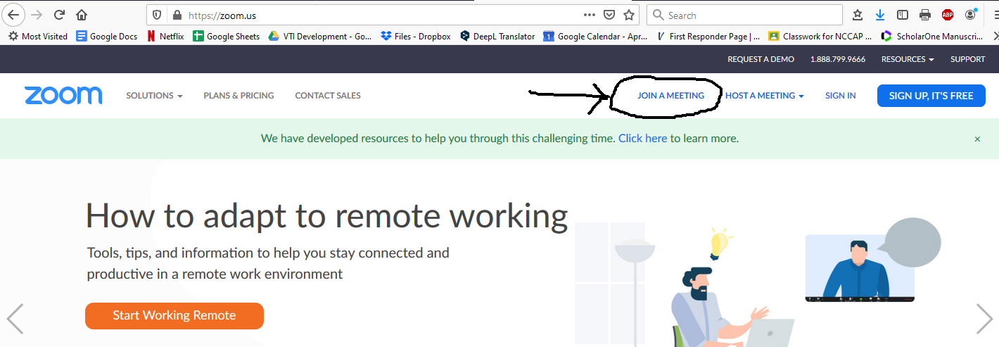 https://zoom.us
Search
Most Visited Google Docs Netflix Google Sheets VTI Development - Go... Files - Dropbox DeepL Translator Google Calendar - Apr... First Responder Page | ... Classwork for NCCAP ... ScholarOne Manuscri...
REQUEST A DEMO 1.888.799.9666 RESOURCES SUPPORT
zoom SOLUTIONS PLANS & PRICING CONTACT SALES JOIN A MEETING HOST A MEETING SIGN IN SIGN UP, IT'S FREE
We have developed resources to help you through this challenging time. Click here to learn more.
How to adapt to remote working
Tools, tips, and information to help you stay connected and
productive in a remote work environment
Start Working Remote